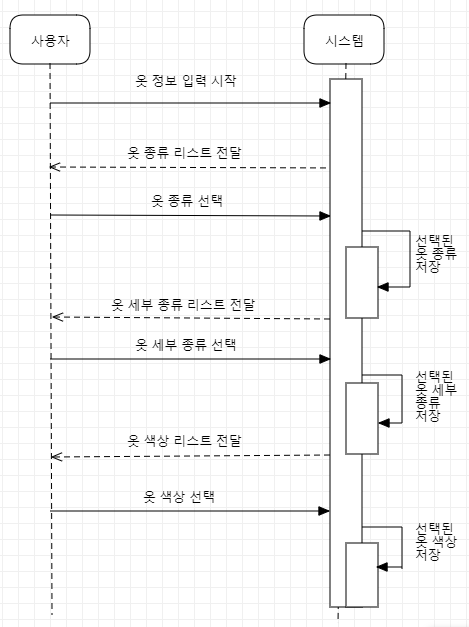 사용자
시스템
옷 정보 입력 시작
옷 종류 리스트 전달
옷 종류 선택
선택된
옷 종류
저장
옷 세부 종류 리스트 전달
옷 세부 종류 선택
선택된
옷 세부
종류
저장
옷 색상 리스트 전달
옷 색상 선택
선택된
옷 색상
저장